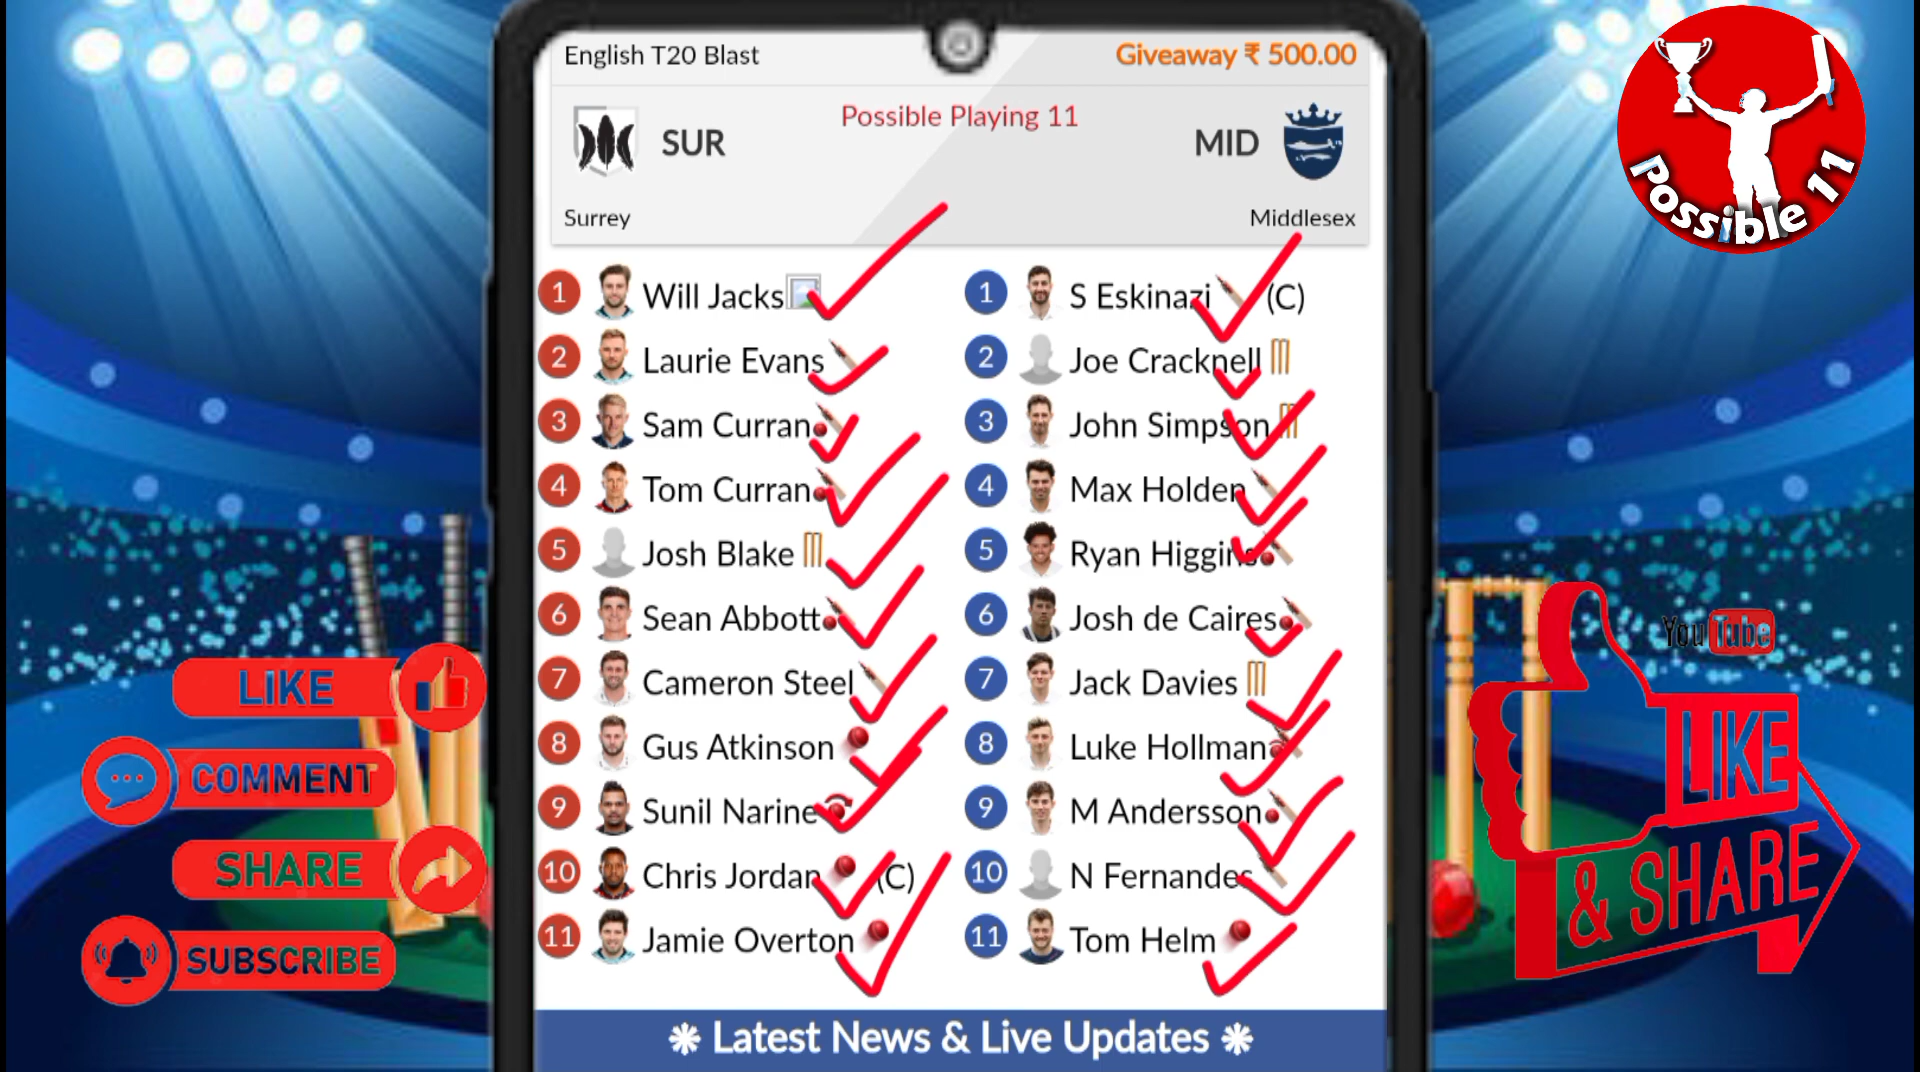 English T20 Blast
Giveaway ₹ 500.00
Possible Playing 11
SUR
MID
Surrey
Middlesex
1 Will Jacks
2 Laurie Evans
3 Sam Curran
4 Tom Curran
5 Josh Blake
6 Sean Abbott
7 Cameron Steel
8 Gus Atkinson
9 Sunil Narine
10 Chris Jordan (C)
11 Jamie Overton
1 S Eskinazi (C)
2 Joe Cracknell
3 John Simpson
4 Max Holden
5 Ryan Higgins
6 Josh de Caires
7 Jack Davies
8 Luke Hollman
9 M Andersson
10 N Fernandes
11 Tom Helm
Latest News & Live Updates
LIKE
COMMENT
SHARE
SUBSCRIBE
Possible 11
YouTube
LIKE
& SHARE